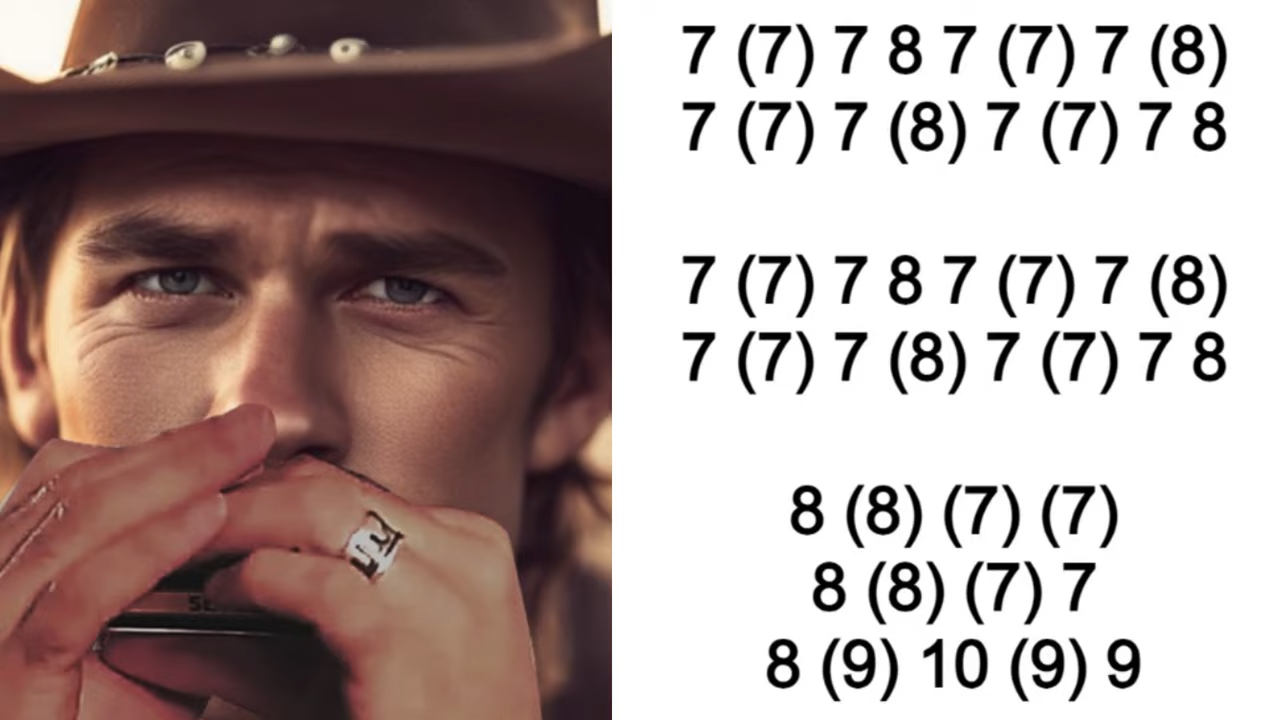 7 (7) 7 8 7 (7) 7 (8)
7 (7) 7 (8) 7 (7) 7 8
7 (7) 7 8 7 (7) 7 (8)
7 (7) 7 (8) 7 (7) 7 8
8 (8) (7) (7)
8 (8) (7) 7
8 (9) 10 (9) 9